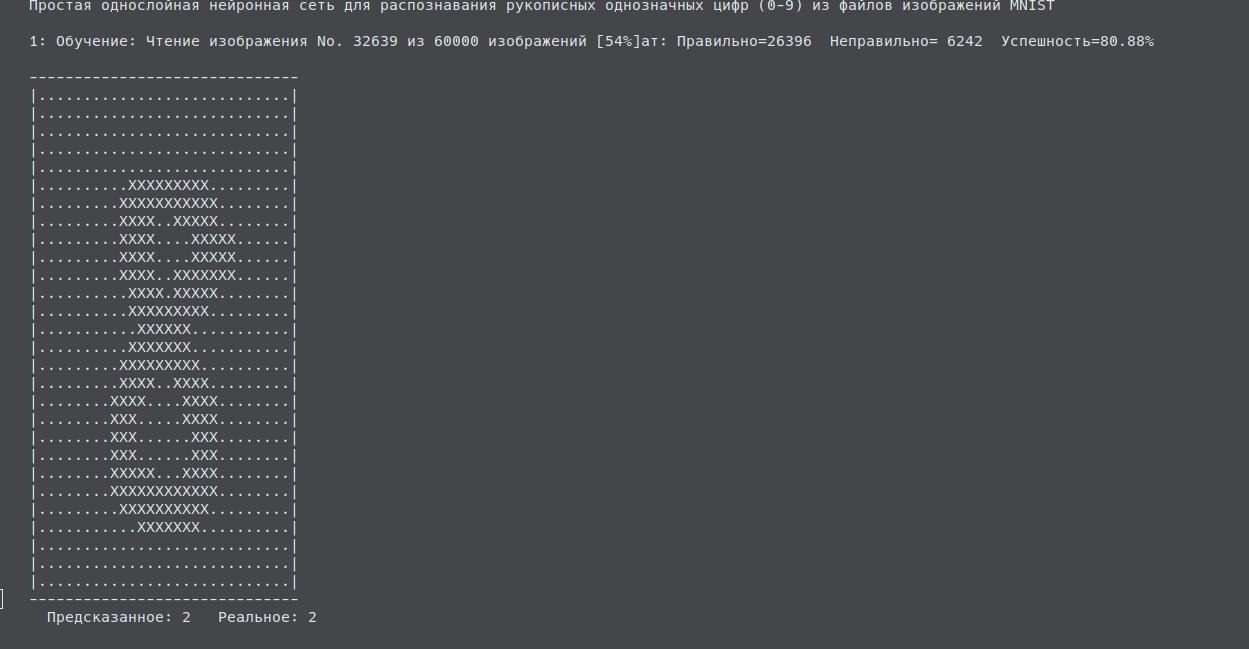 Простая однослойная нейронная сеть для распознавания рукописных однозначных цифр (0-9) из файлов изображений MNIST
1: Обучение: Чтение изображения No. 32639 из 60000 изображений [54%]ат: Правильно=26396  Неправильно= 6242  Успешность=80.88%
------------------------------
|............................|
|............................|
|............................|
|............................|
|............................|
|..........XXXXXXXXX.........|
|.........XXXXXXXXXXX........|
|.........XXXX..XXXXX........|
|.........XXXX....XXXXX......|
|.........XXXX....XXXXX......|
|.........XXXX..XXXXXXX......|
|..........XXXX.XXXXX........|
|..........XXXXXXXXX.........|
|...........XXXXXX...........|
|..........XXXXXXX...........|
|.........XXXXXXXXX..........|
|.........XXXX..XXXX.........|
|........XXXX....XXXX........|
|........XXX.....XXXX........|
|........XXX......XXX........|
|........XXX......XXX........|
|........XXXXX...XXXX........|
|........XXXXXXXXXXXX........|
|.........XXXXXXXXXX.........|
|...........XXXXXXX..........|
|............................|
|............................|
|............................|
------------------------------
Предсказанное: 2   Реальное: 2